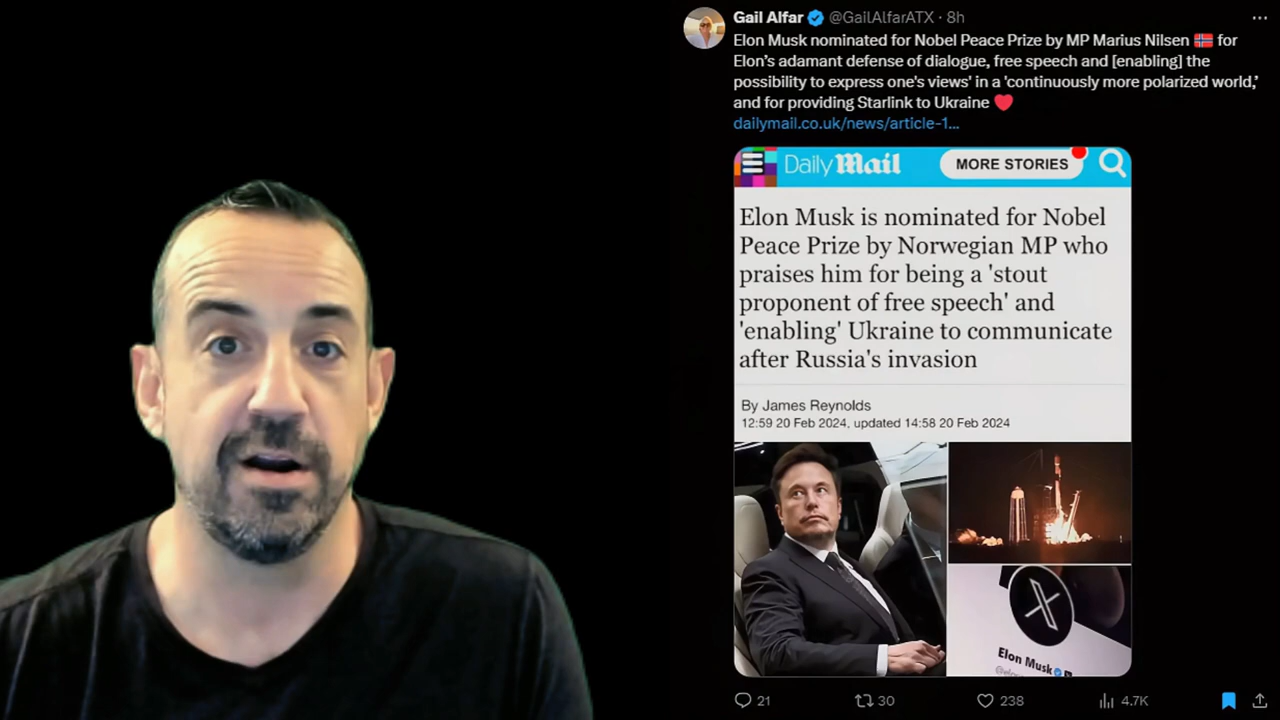 Gail Alfar @GailAlfarATX · 8h
Elon Musk nominated for Nobel Peace Prize by MP Marius Nilsen 🇳🇴 for
Elon’s adamant defense of dialogue, free speech and [enabling] the
possibility to express one's views' in a 'continuously more polarized world,’
and for providing Starlink to Ukraine ❤️
dailymail.co.uk/news/article-1…
Daily Mail
MORE STORIES
Elon Musk is nominated for Nobel
Peace Prize by Norwegian MP who
praises him for being a 'stout
proponent of free speech' and
'enabling' Ukraine to communicate
after Russia's invasion
By James Reynolds
12:59 20 Feb 2024, updated 14:58 20 Feb 2024
X
Elon Musk
21 30 238 4.7K